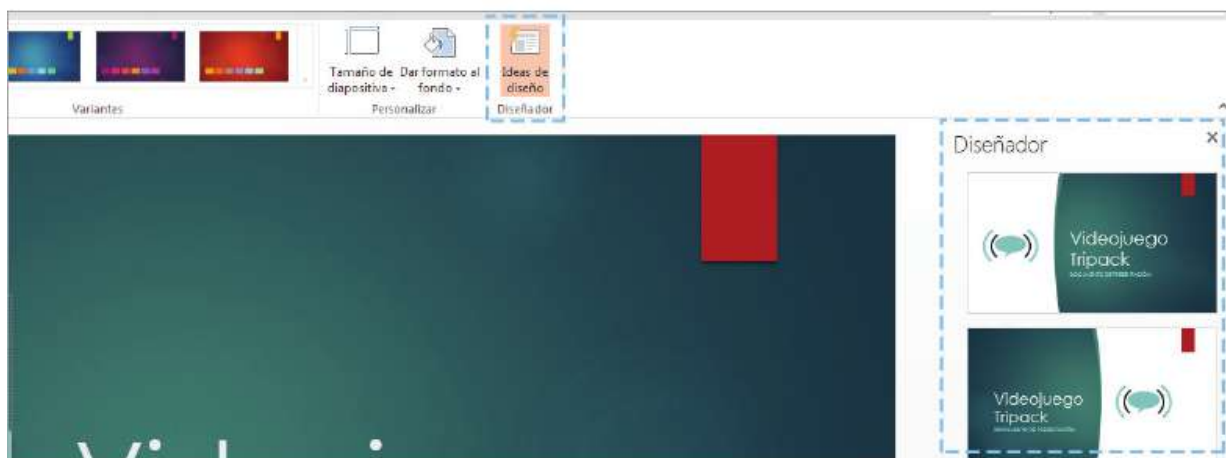 Tamaño de
diapositiva
Dar formato al
fondo
Ideas de
diseño
Variantes
Personalizar
Diseñador
Diseñador
Videojuego
Tripack
Videojuego
Tripack